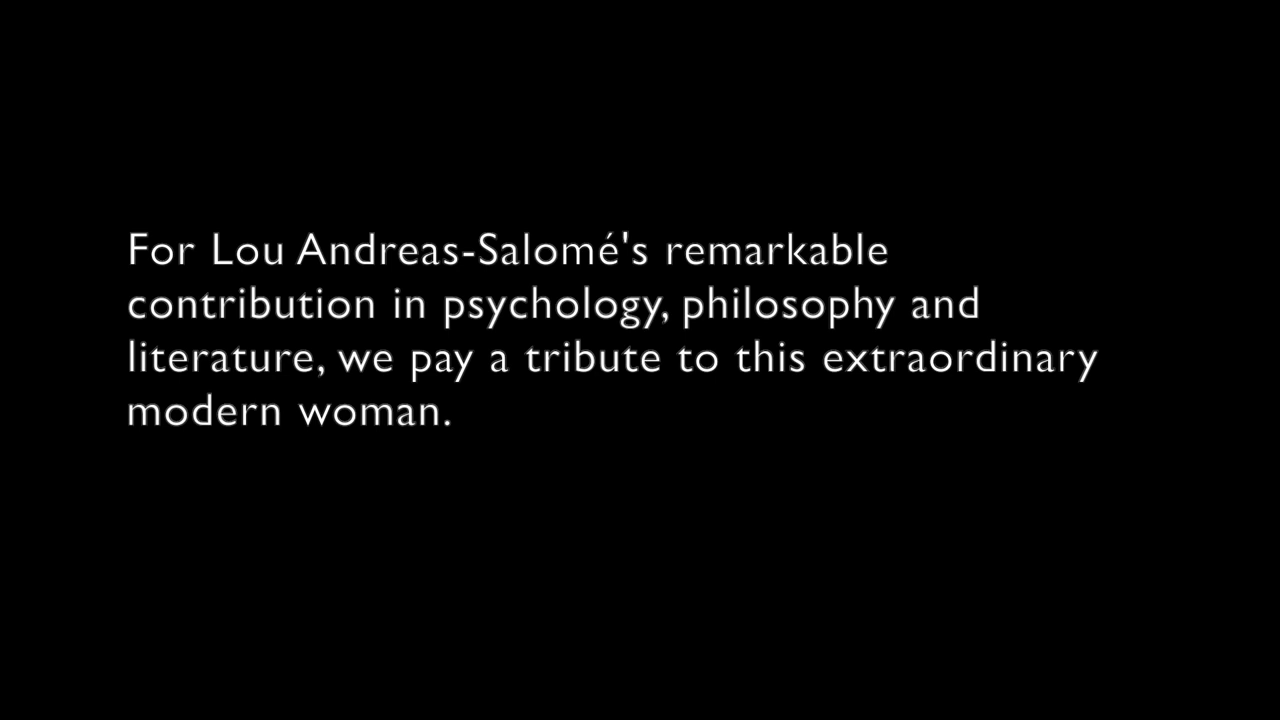 For Lou Andreas-Salomé's remarkable
contribution in psychology, philosophy and
literature, we pay a tribute to this extraordinary
modern woman.